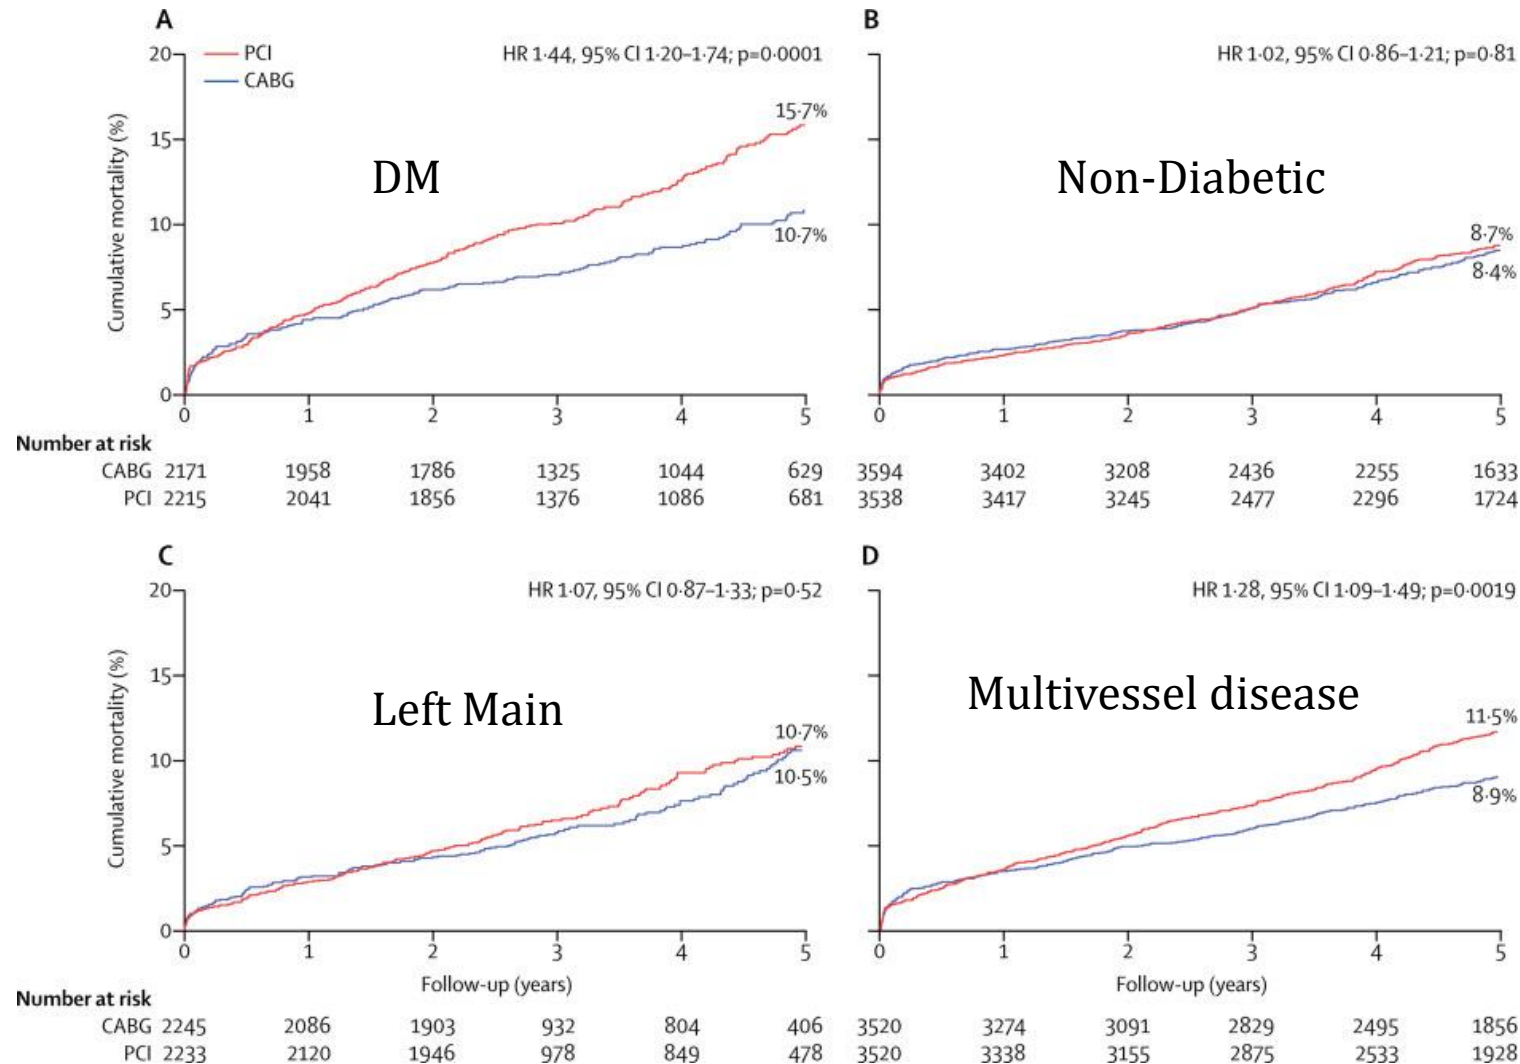 A
PCI
CABG
HR 1·44, 95% CI 1·20–1·74; p=0·0001
20
15
10
5
0
Cumulative mortality (%)
DM
15·7%
10·7%
0 1 2 3 4 5
B
HR 1·02, 95% CI 0·86–1·21; p=0·81
Non-Diabetic
8·7%
8·4%
0 1 2 3 4 5
Number at risk
CABG 2171 1958 1786 1325 1044 629 3594 3402 3208 2436 2255 1633
PCI 2215 2041 1856 1376 1086 681 3538 3417 3245 2477 2296 1724
C
HR 1·07, 95% CI 0·87–1·33; p=0·52
20
15
10
5
0
Cumulative mortality (%)
Left Main
10·7%
10·5%
0 1 2 3 4 5
Follow-up (years)
D
HR 1·28, 95% CI 1·09–1·49; p=0·0019
Multivessel disease
11·5%
8·9%
0 1 2 3 4 5
Follow-up (years)
Number at risk
CABG 2245 2086 1903 932 804 406 3520 3274 3091 2829 2495 1856
PCI 2233 2120 1946 978 849 478 3520 3338 3155 2875 2533 1928